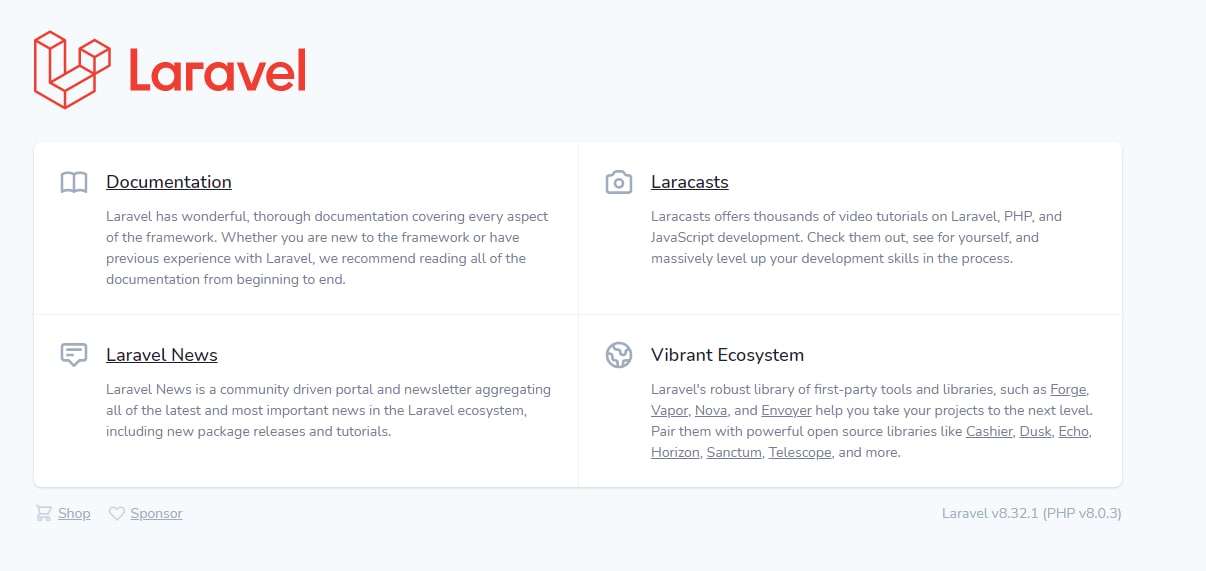 Laravel
Documentation
Laravel has wonderful, thorough documentation covering every aspect
of the framework. Whether you are new to the framework or have
previous experience with Laravel, we recommend reading all of the
documentation from beginning to end.
Laracasts
Laracasts offers thousands of video tutorials on Laravel, PHP, and
JavaScript development. Check them out, see for yourself, and
massively level up your development skills in the process.
Laravel News
Laravel News is a community driven portal and newsletter aggregating
all of the latest and most important news in the Laravel ecosystem,
including new package releases and tutorials.
Vibrant Ecosystem
Laravel's robust library of first-party tools and libraries, such as Forge,
Vapor, Nova, and Envoyer help you take your projects to the next level.
Pair them with powerful open source libraries like Cashier, Dusk, Echo,
Horizon, Sanctum, Telescope, and more.
Shop
Sponsor
Laravel v8.32.1 (PHP v8.0.3)